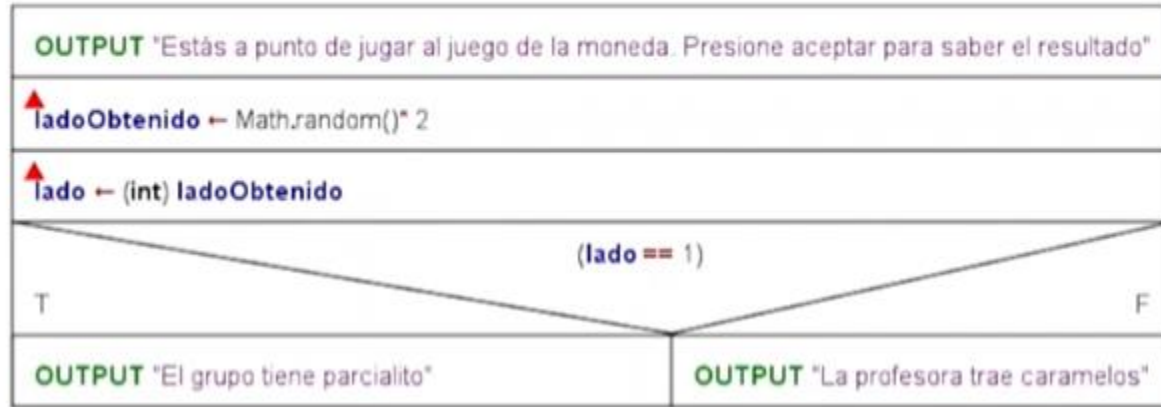 OUTPUT "Estás a punto de jugar al juego de la moneda. Presione aceptar para saber el resultado"
ladoObtenido ← Math.random()* 2
lado ← (int) ladoObtenido
(lado == 1)
T F
OUTPUT "El grupo tiene parcialito" OUTPUT "La profesora trae caramelos"